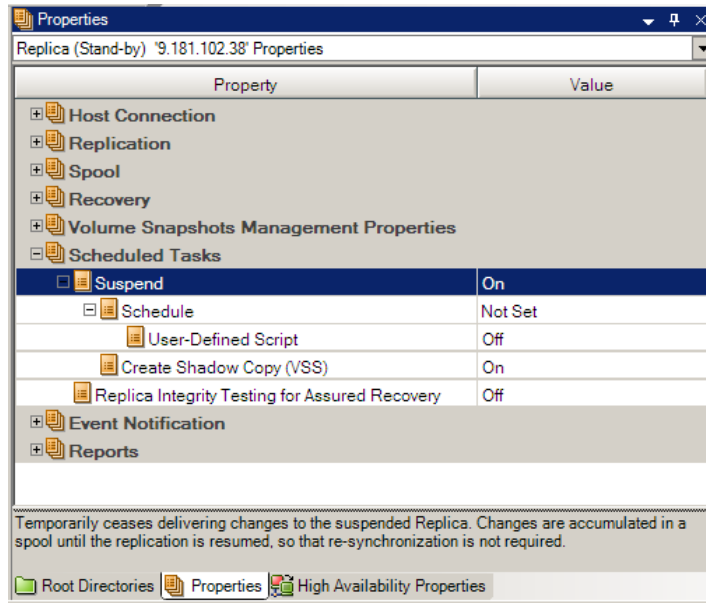 Properties
Replica (Stand-by) '9.181.102.38' Properties
Property Value
Host Connection
Replication
Spool
Recovery
Volume Snapshots Management Properties
Scheduled Tasks
Suspend On
Schedule Not Set
User-Defined Script Off
Create Shadow Copy (VSS) On
Replica Integrity Testing for Assured Recovery Off
Event Notification
Reports
Temporarily ceases delivering changes to the suspended Replica. Changes are accumulated in a
spool until the replication is resumed, so that re-synchronization is not required.
Root Directories Properties High Availability Properties